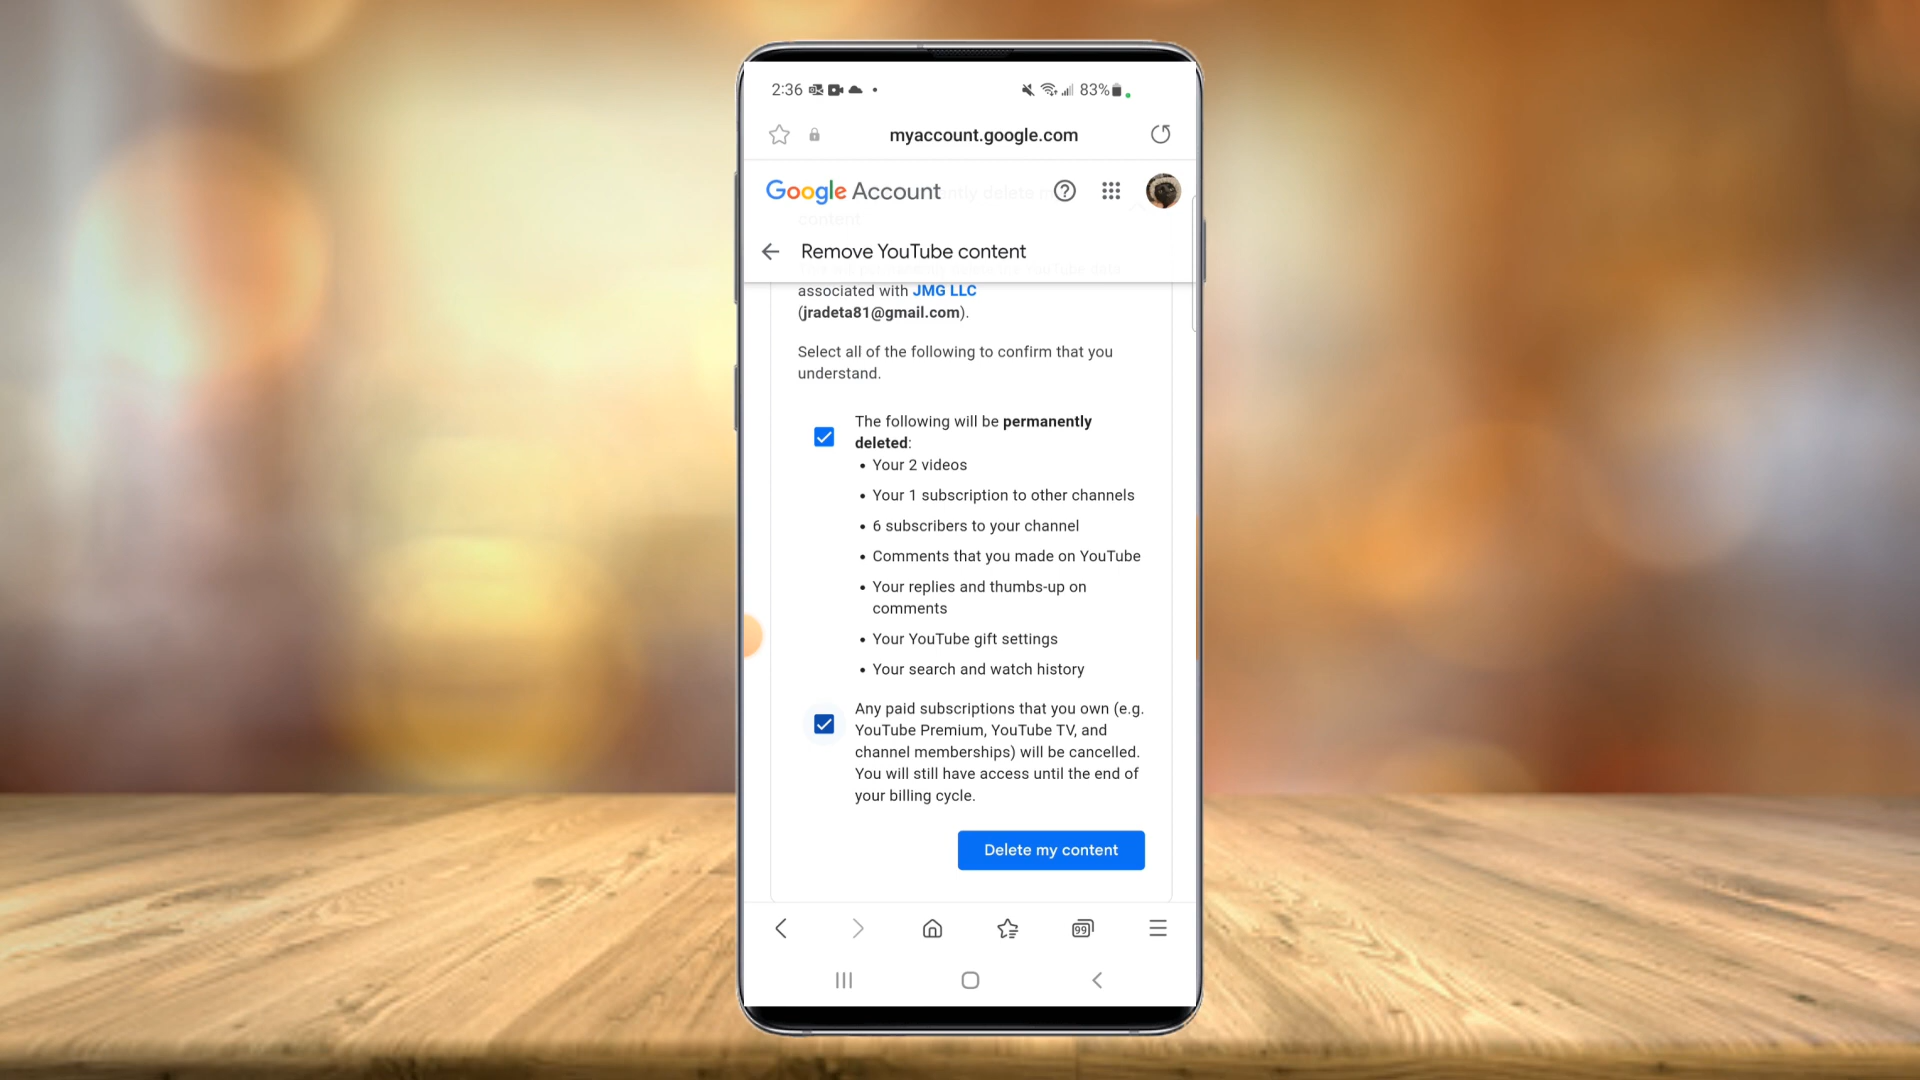 2:36 83%
myaccount.google.com
Google Account
content
Remove YouTube content
associated with JMG LLC
(jradeta81@gmail.com).
Select all of the following to confirm that you
understand.
The following will be permanently
deleted:
• Your 2 videos
• Your 1 subscription to other channels
• 6 subscribers to your channel
• Comments that you made on YouTube
• Your replies and thumbs-up on
comments
• Your YouTube gift settings
• Your search and watch history
Any paid subscriptions that you own (e.g.
YouTube Premium, YouTube TV, and
channel memberships) will be cancelled.
You will still have access until the end of
your billing cycle.
Delete my content
99